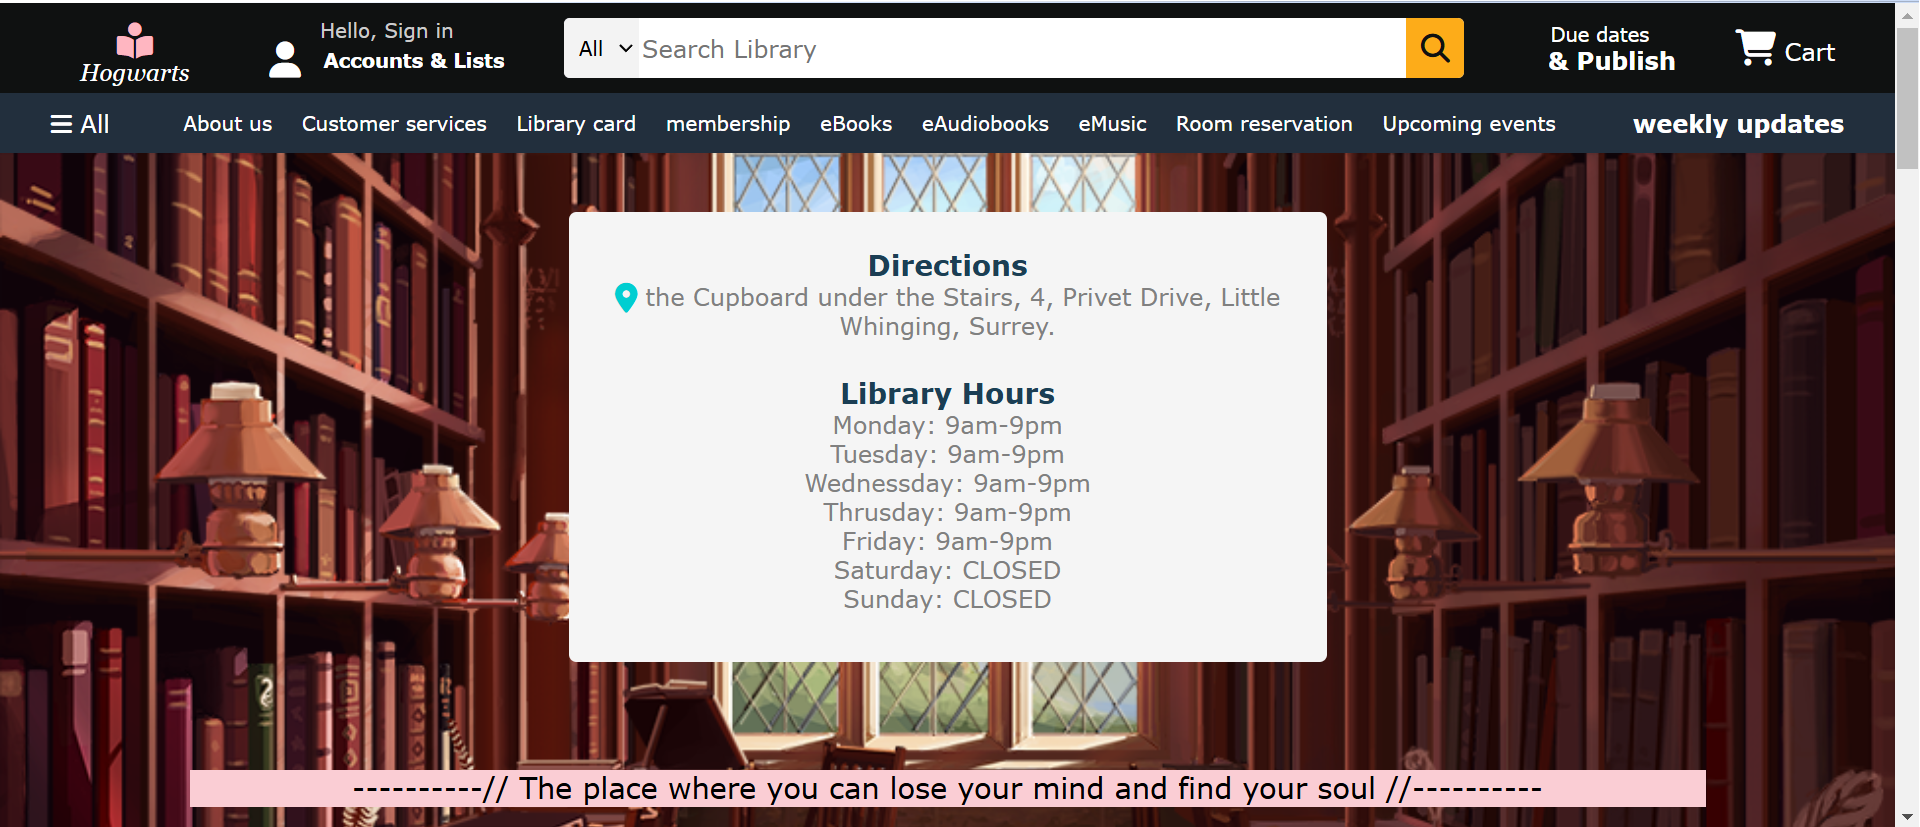 Hogwarts
Hello, Sign in
Accounts & Lists
All
Search Library
Due dates
& Publish
Cart
All
About us
Customer services
Library card
membership
eBooks
eAudiobooks
eMusic
Room reservation
Upcoming events
weekly updates
Directions
the Cupboard under the Stairs, 4, Privet Drive, Little
Whinging, Surrey.
Library Hours
Monday: 9am-9pm
Tuesday: 9am-9pm
Wednessday: 9am-9pm
Thrusday: 9am-9pm
Friday: 9am-9pm
Saturday: CLOSED
Sunday: CLOSED
----------// The place where you can lose your mind and find your soul //----------